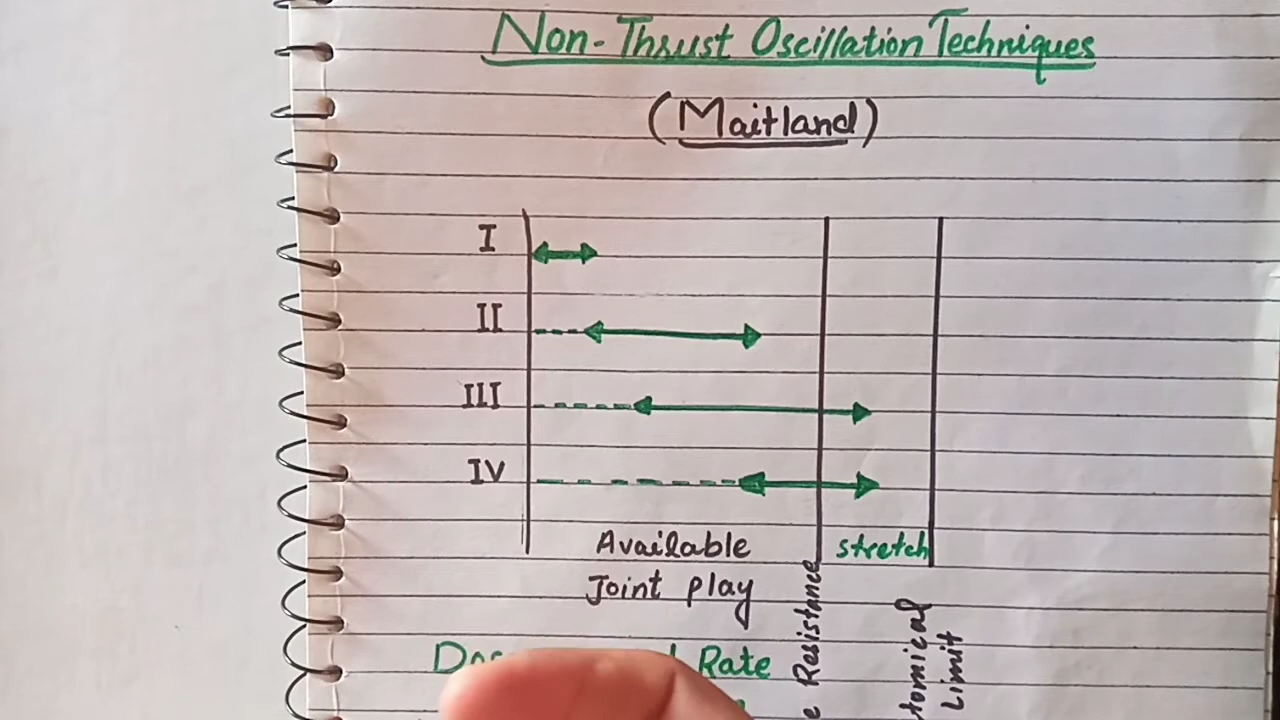 Non-Thrust Oscillation Techniques
(Maitland)
I
II
III
IV
Available
Joint play
stretch
Resistance
Limit
Rate